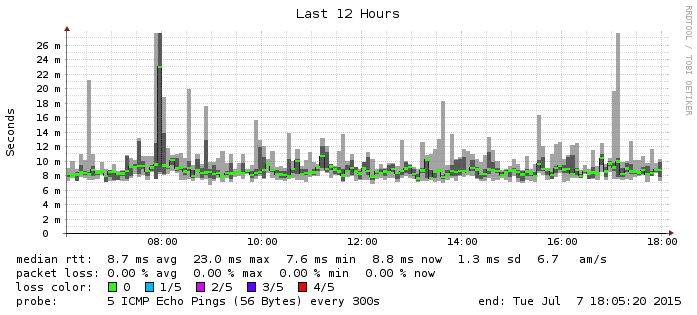 Last 12 Hours
RRDTOOL / TOBI OETIKER
Seconds
26 m
24 m
22 m
20 m
18 m
16 m
14 m
12 m
10 m
8 m
6 m
4 m
2 m
0
08:00 10:00 12:00 14:00 16:00 18:00
median rtt: 8.7 ms avg 23.0 ms max 7.6 ms min 8.8 ms now 1.3 ms sd 6.7 am/s
packet loss: 0.00 % avg 0.00 % max 0.00 % min 0.00 % now
loss color: 0 1/5 2/5 3/5 4/5
probe: 5 ICMP Echo Pings (56 Bytes) every 300s end: Tue Jul 7 18:05:20 2015